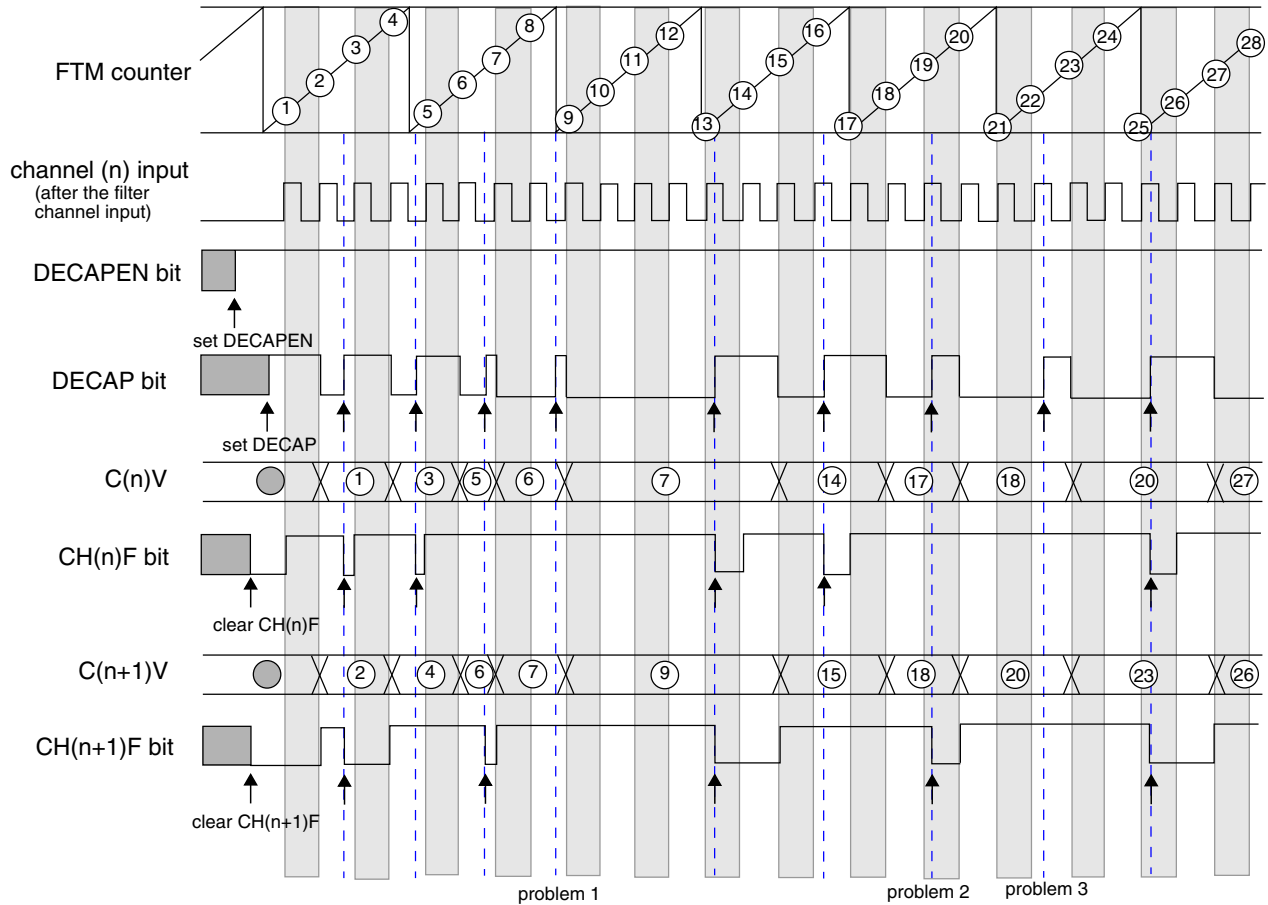 FTM counter
1 2 3 4 5 6 7 8 9 10 11 12 13 14 15 16 17 18 19 20 21 22 23 24 25 26 27 28
channel (n) input
(after the filter
channel input)
DECAPEN bit
set DECAPEN
DECAP bit
set DECAP
C(n)V
1 3 5 6 7 14 17 18 20 27
CH(n)F bit
clear CH(n)F
C(n+1)V
2 4 6 7 9 15 18 20 23 26
CH(n+1)F bit
clear CH(n+1)F
problem 1 problem 2 problem 3